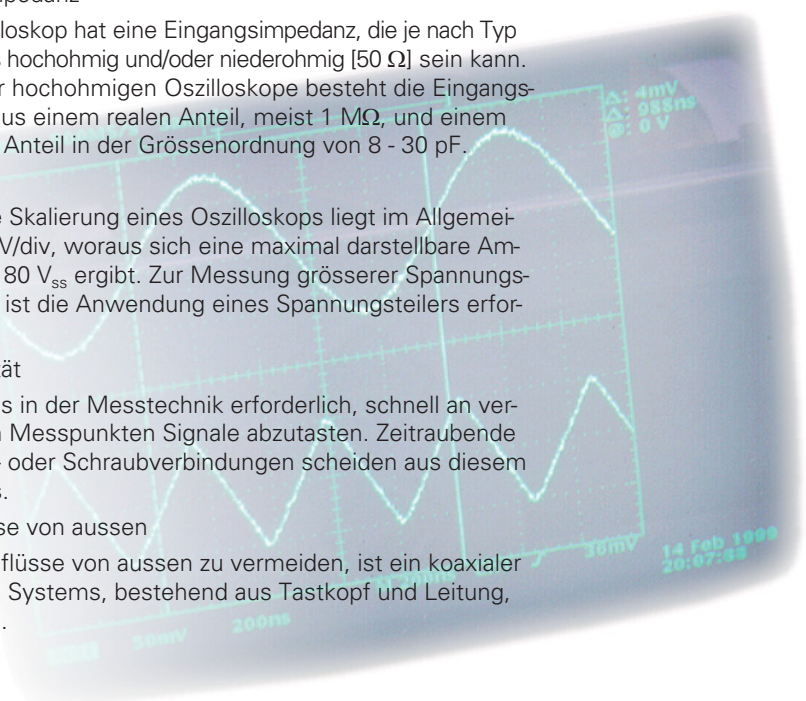 pedanz
loskop hat eine Eingangsimpedanz, die je nach Typ
hochohmig und/oder niederohmig [50 Ω] sein kann.
r hochohmigen Oszilloskope besteht die Eingangs-
us einem realen Anteil, meist 1 MΩ, und einem
Anteil in der Grössenordnung von 8 - 30 pF.
Δ: 4mV
Δ: 988ns
@: 0 V
e Skalierung eines Oszilloskops liegt im Allgemei-
V/div, woraus sich eine maximal darstellbare Am-
80 Vss ergibt. Zur Messung grösserer Spannungs-
ist die Anwendung eines Spannungsteilers erfor-
tät
s in der Messtechnik erforderlich, schnell an ver-
n Messpunkten Signale abzutasten. Zeitraubende
- oder Schraubverbindungen scheiden aus diesem
s.
se von aussen
flüsse von aussen zu vermeiden, ist ein koaxialer
Systems, bestehend aus Tastkopf und Leitung,
.
50mV 200ns
M 200ns
30mV
14 Feb 1999